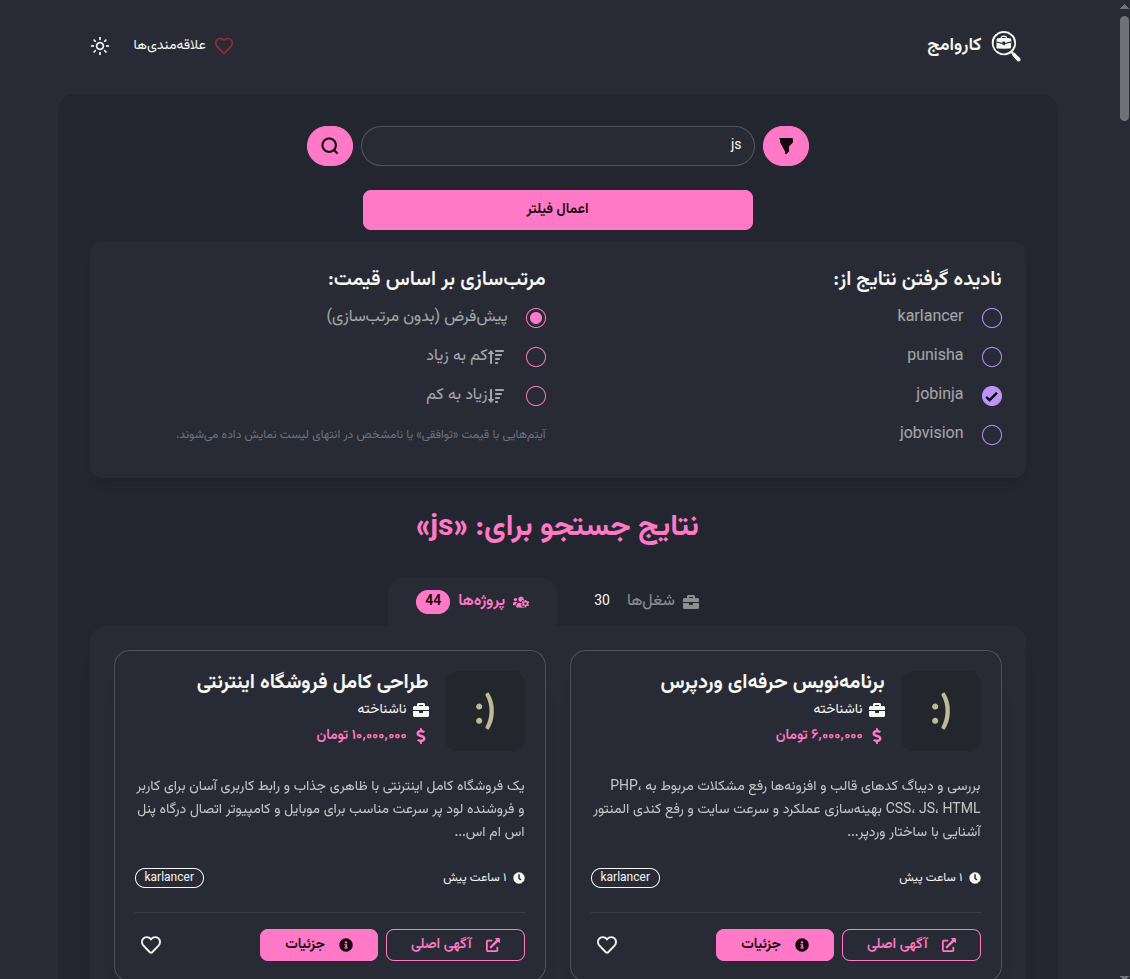 کاروامچ
علاقه‌مندی‌ها
js
اعمال فیلتر
نادیده گرفتن نتایج از:
karlancer
punisha
jobinja
jobvision
مرتب‌سازی بر اساس قیمت:
پیش‌فرض (بدون مرتب‌سازی)
کم به زیاد
زیاد به کم
آیتم‌هایی با قیمت «توافقی» یا نامشخص در انتهای لیست نمایش داده می‌شوند.
نتایج جستجو برای: «js»
شغل‌ها 30
پروژه‌ها 44
برنامه‌نویس حرفه‌ای وردپرس
ناشناخته
۶,۰۰۰,۰۰۰ تومان
:)
بررسی و دیباگ کدهای قالب و افزونه‌ها رفع مشکلات مربوط به PHP،
CSS، JS، HTML بهینه‌سازی عملکرد و سرعت سایت و رفع کندی المنتور
آشنایی با ساختار وردپر...
۱ ساعت پیش
karlancer
آگهی اصلی
جزئیات
طراحی کامل فروشگاه اینترنتی
ناشناخته
۱۰,۰۰۰,۰۰۰ تومان
:)
یک فروشگاه کامل اینترنتی با ظاهری جذاب و رابط کاربری آسان برای کاربر
و فروشنده لود پر سرعت مناسب برای موبایل و کامپیوتر اتصال درگاه پنل
اس ام اس...
۱ ساعت پیش
karlancer
آگهی اصلی
جزئیات